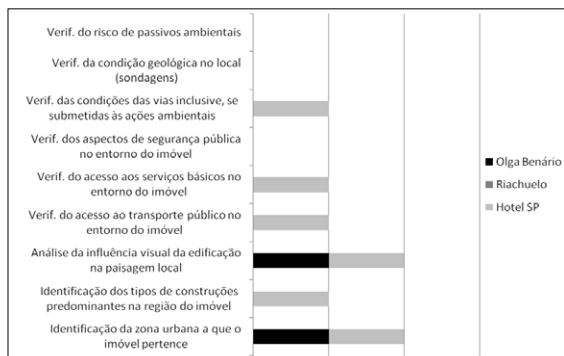 Verif. do risco de passivos ambientais
Verif. da condição geológica no local
(sondagens)
Verif. das condições das vias inclusive, se
submetidas às ações ambientais
Verif. dos aspectos de segurança pública
no entorno do imóvel
Verif. do acesso aos serviços básicos no
entorno do imóvel
Verif. do acesso ao transporte público no
entorno do imóvel
Análise da influência visual da edificação
na paisagem local
Identificação dos tipos de construções
predominantes na região do imóvel
Identificação da zona urbana a que o
imóvel pertence
Olga Benário
Riachuelo
Hotel SP